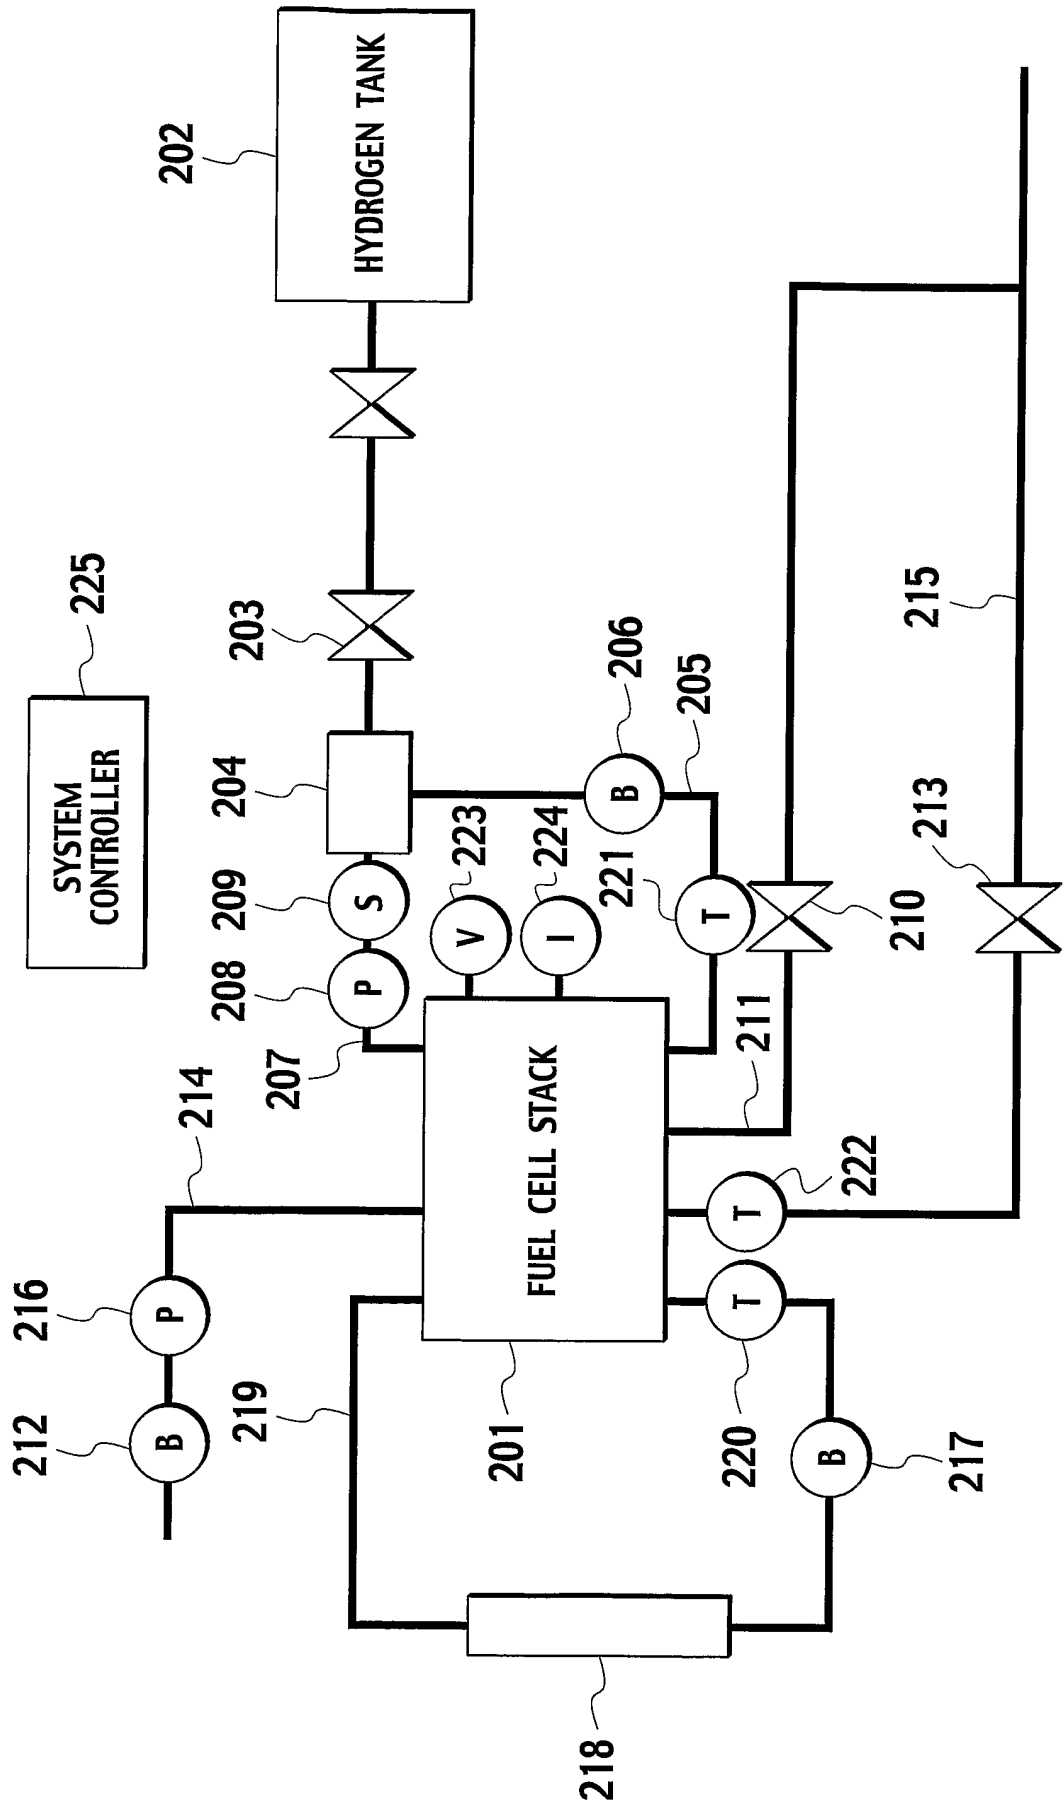 SYSTEM
CONTROLLER
225
202
HYDROGEN TANK
203
204
209
S
208
P
207
214
216
P
212
B
219
223
V
224
I
206
B
205
221
T
210
211
213
215
FUEL CELL STACK
201
222
T
220
T
217
B
218